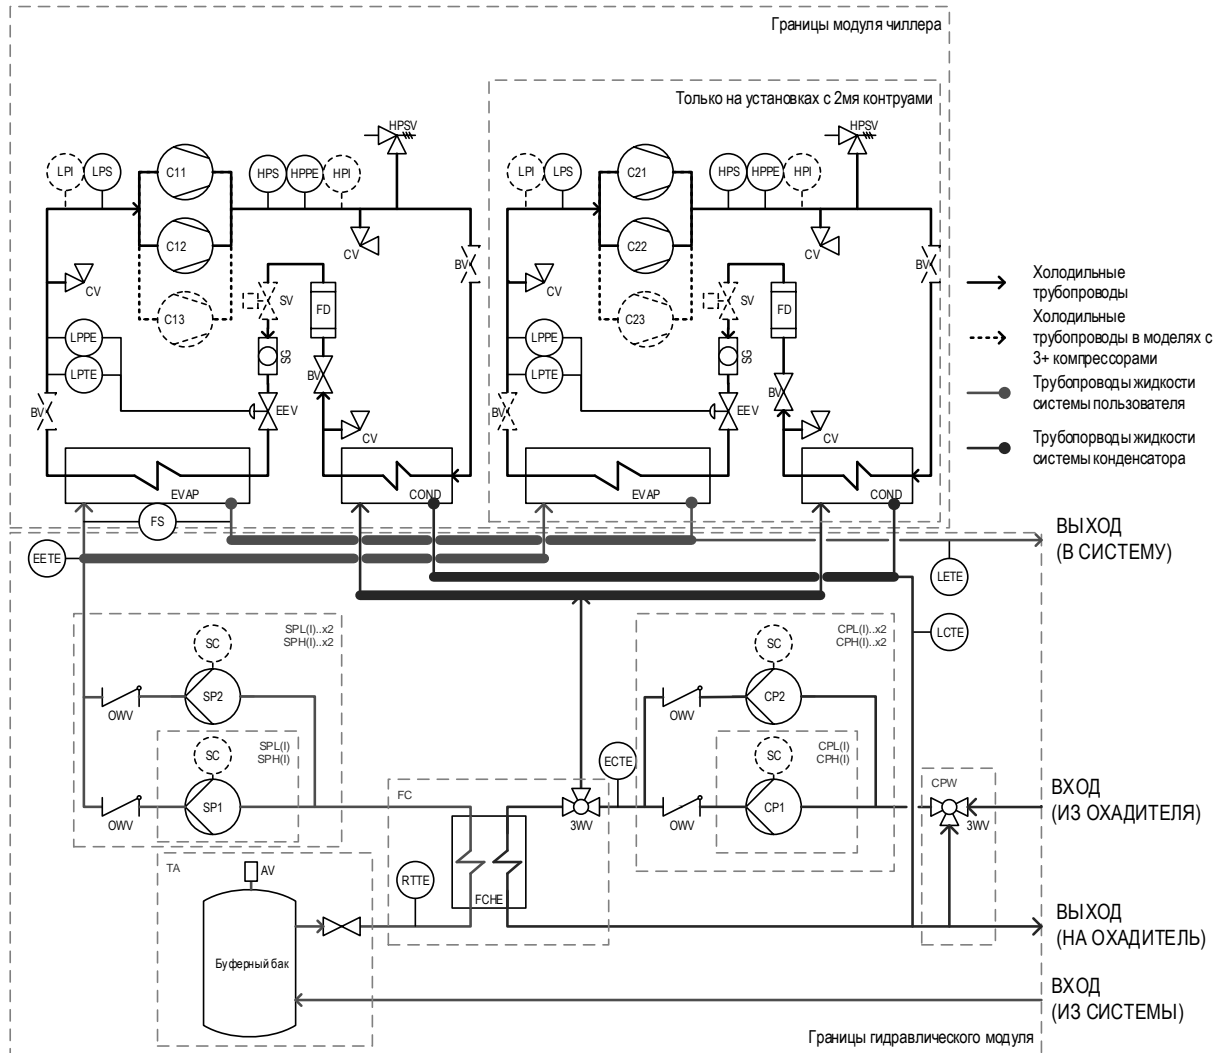 Границы модуля чиллера
Только на установках с 2мя контруами
HPSV
HPSV
LPI
LPS
C11
HPS
HPPE
HPI
LPI
LPS
C21
HPS
HPPE
HPI
C12
CV
BV
C22
CV
BV
CV
SV
FD
CV
SV
FD
C13
C23
LPPE
SG
LPPE
SG
LPTE
BV
LPTE
BV
BV
EEV
BV
EEV
CV
CV
EVAP
COND
EVAP
COND
Холодильные
трубопроводы
Холодильные
трубопроводы в моделях с
3+ компрессорами
Трубопроводы жидкости
системы пользователя
Трубопорводы жидкости
системы конденсатора
FS
ВЫХОД
(В СИСТЕМУ)
EETE
LETE
LCTE
SPL(I)..x2
SPH(I)..x2
SC
SP2
OWV
SPL(I)
SPH(I)
SC
SP1
OWV
CPL(I)..x2
CPH(I)..x2
SC
CP2
OWV
ECTE
CPL(I)
CPH(I)
SC
CP1
OWV
FC
3WV
CPW
3WV
ВХОД
(ИЗ ОХАДИТЕЛЯ)
TA
AV
RTTE
FCHE
ВЫХОД
(НА ОХАДИТЕЛЬ)
Буферный бак
ВХОД
(ИЗ СИСТЕМЫ)
Границы гидравлического модуля